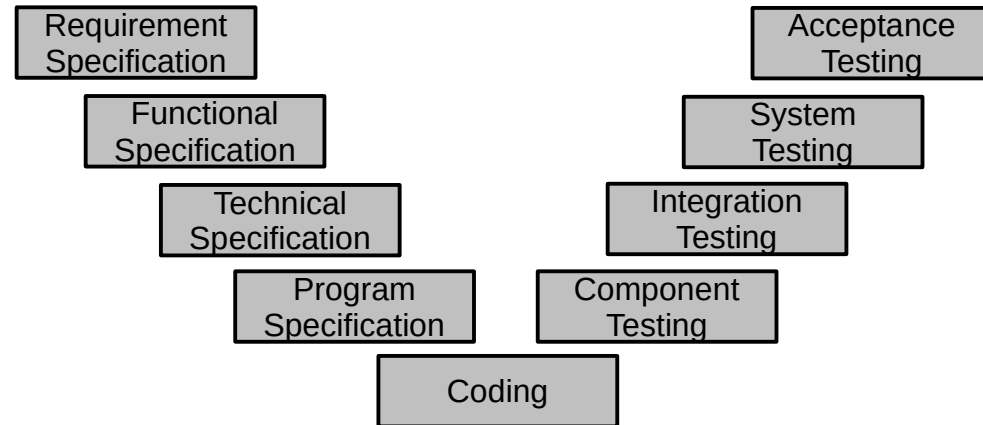 Requirement
Specification
Acceptance
Testing
Functional
Specification
System
Testing
Technical
Specification
Integration
Testing
Program
Specification
Component
Testing
Coding